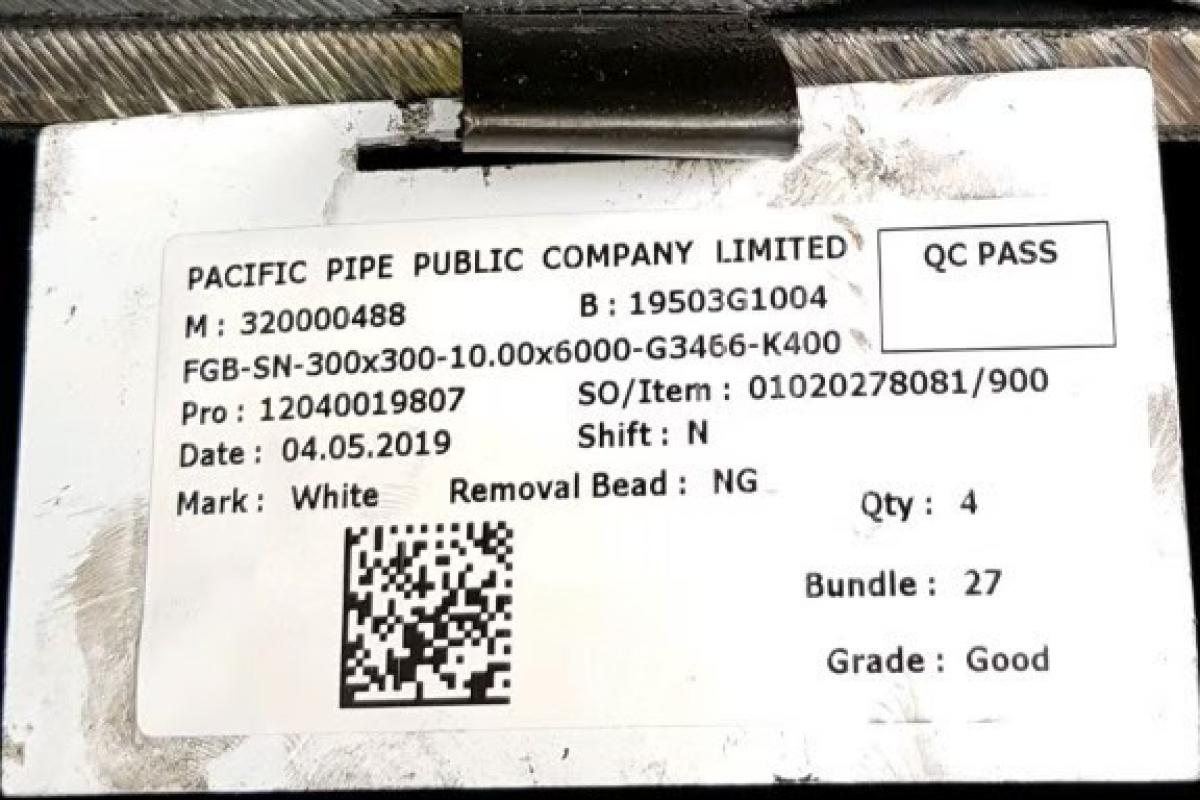 PACIFIC PIPE PUBLIC COMPANY LIMITED
QC PASS
M : 320000488 B : 19503G1004
FGB-SN-300x300-10.00x6000-G3466-K400
Pro : 12040019807 SO/Item : 01020278081/900
Date : 04.05.2019 Shift : N
Mark : White Removal Bead : NG
Qty : 4
Bundle : 27
Grade : Good